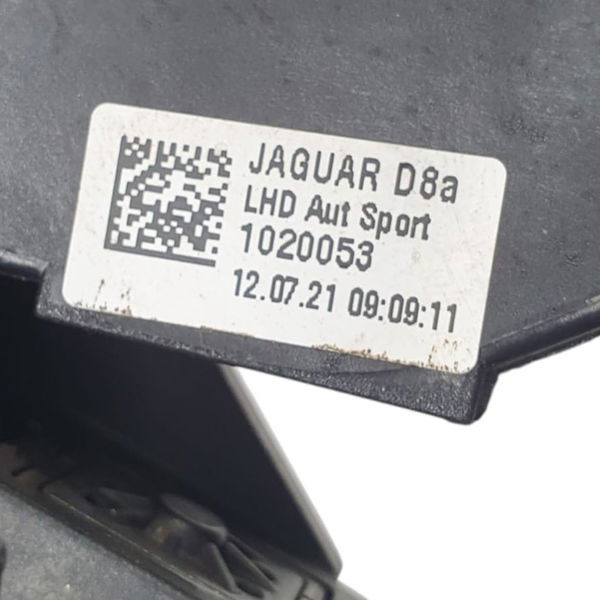 JAGUAR D8a
LHD Aut Sport
1020053
12.07.21 09:09:11